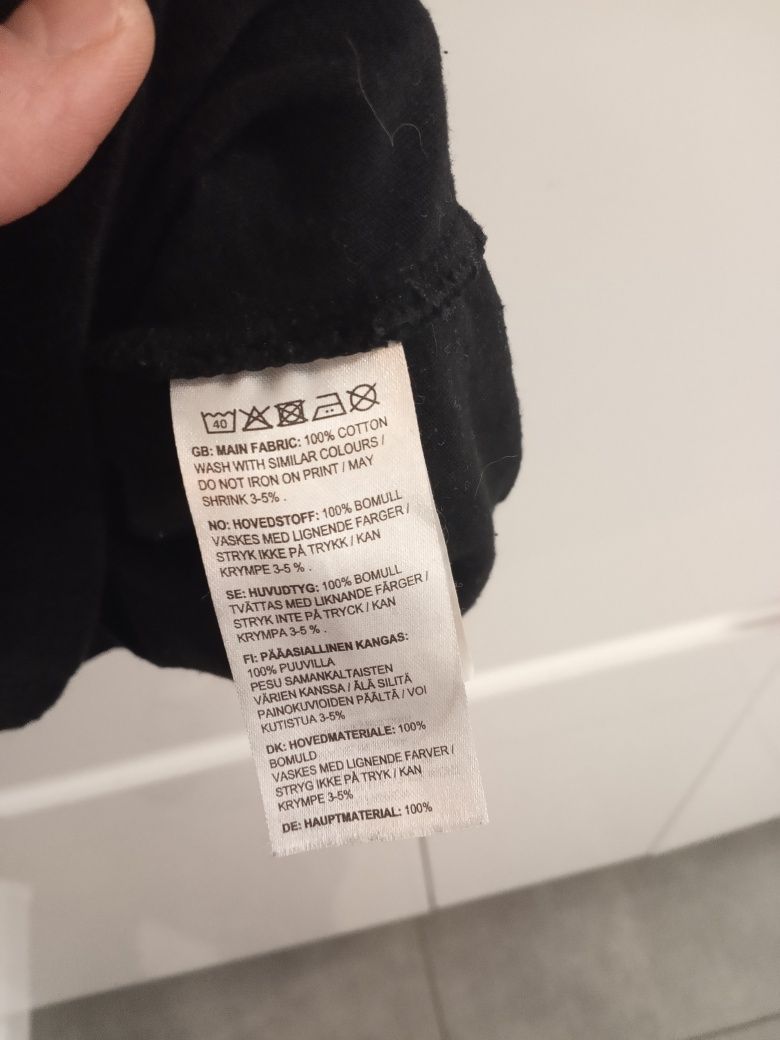 40
GB: MAIN FABRIC: 100% COTTON
WASH WITH SIMILAR COLOURS /
DO NOT IRON ON PRINT / MAY
SHRINK 3-5% .
NO: HOVEDSTOFF: 100% BOMULL
VASKES MED LIGNENDE FARGER /
STRYK IKKE PÅ TRYKK / KAN
KRYMPE 3-5 % .
SE: HUVUDTYG: 100% BOMULL
TVÄTTAS MED LIKNANDE FÄRGER /
STRYK INTE PÅ TRYCK / KAN
KRYMPA 3-5 % .
FI: PÄÄASIALLINEN KANGAS:
100% PUUVILLA
PESU SAMANKALTAISTEN
VÄRIEN KANSSA / ÄLÄ SILITÄ
PAINOKUVIOIDEN PÄÄLTÄ / VOI
KUTISTUA 3-5%
DK: HOVEDMATERIALE: 100%
BOMULD
VASKES MED LIGNENDE FARVER /
STRYG IKKE PÅ TRYK / KAN
KRYMPE 3-5%
DE: HAUPTMATERIAL: 100%